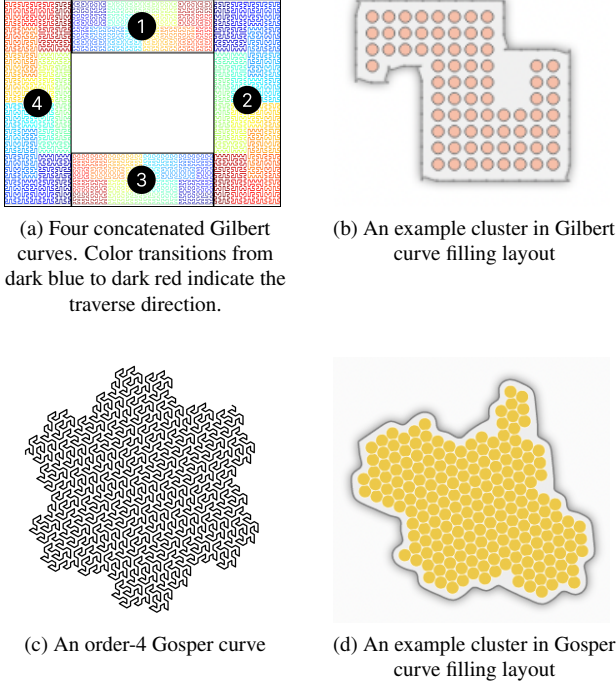 1
4
2
3
(a) Four concatenated Gilbert
curves. Color transitions from
dark blue to dark red indicate the
traverse direction.
(b) An example cluster in Gilbert
curve filling layout
(c) An order-4 Gosper curve
(d) An example cluster in Gosper
curve filling layout